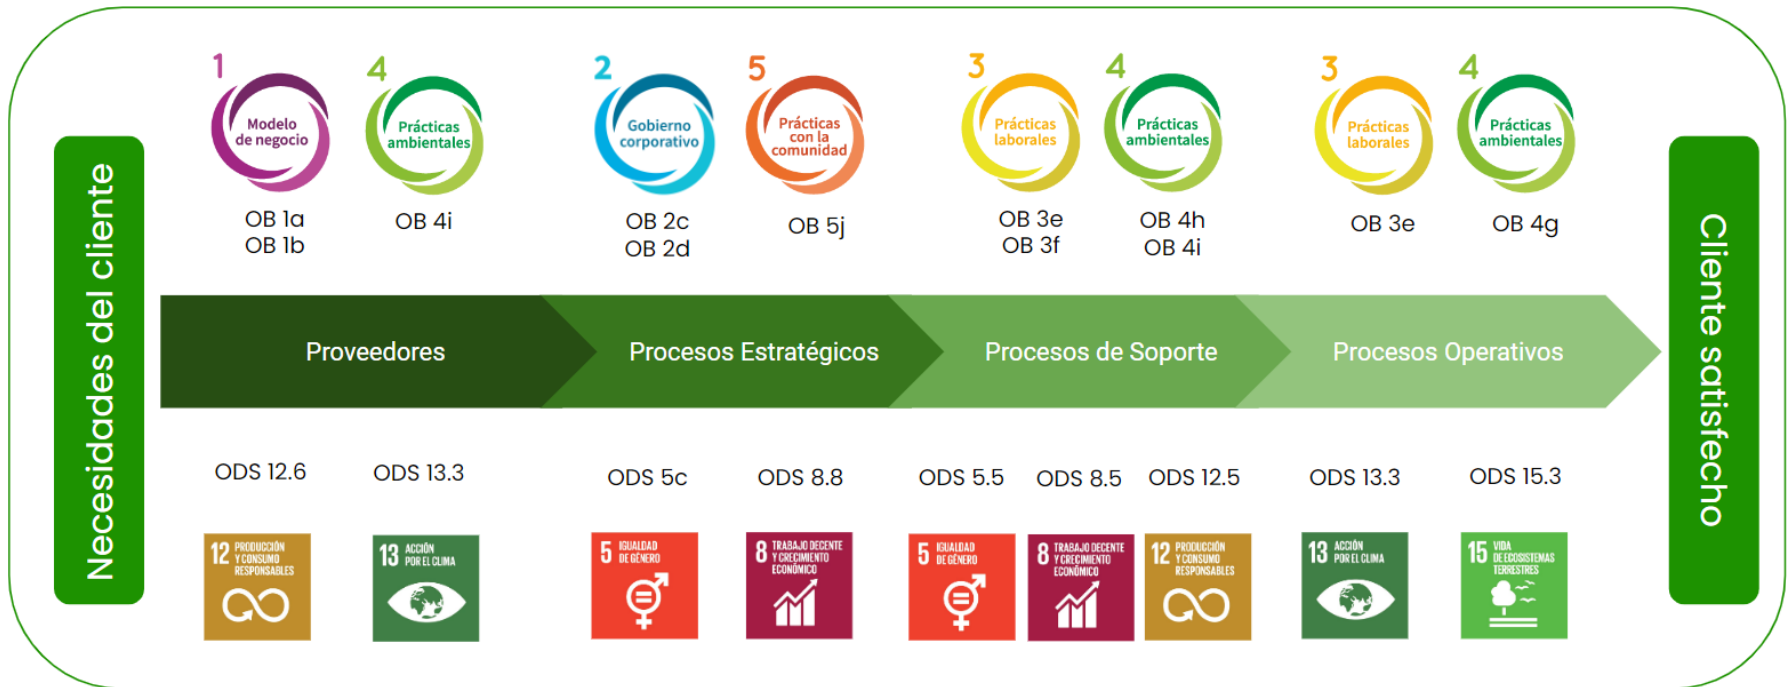 Necesidades del cliente
1
Modelo
de negocio
OB 1a
OB 1b
4
Prácticas
ambientales
OB 4i
2
Gobierno
corporativo
OB 2c
OB 2d
5
Prácticas
con la
comunidad
OB 5j
3
Prácticas
laborales
OB 3e
OB 3f
4
Prácticas
ambientales
OB 4h
OB 4i
3
Prácticas
laborales
OB 3e
4
Prácticas
ambientales
OB 4g
Proveedores
Procesos Estratégicos
Procesos de Soporte
Procesos Operativos
ODS 12.6
ODS 13.3
ODS 5c
ODS 8.8
ODS 5.5
ODS 8.5
ODS 12.5
ODS 13.3
ODS 15.3
12 PRODUCCIÓN
Y CONSUMO
RESPONSABLES
13 ACCIÓN
POR EL CLIMA
5 IGUALDAD
DE GÉNERO
8 TRABAJO DECENTE
Y CRECIMIENTO
ECONÓMICO
5 IGUALDAD
DE GÉNERO
8 TRABAJO DECENTE
Y CRECIMIENTO
ECONÓMICO
12 PRODUCCIÓN
Y CONSUMO
RESPONSABLES
13 ACCIÓN
POR EL CLIMA
15 VIDA
DE ECOSISTEMAS
TERRESTRES
Cliente satisfecho